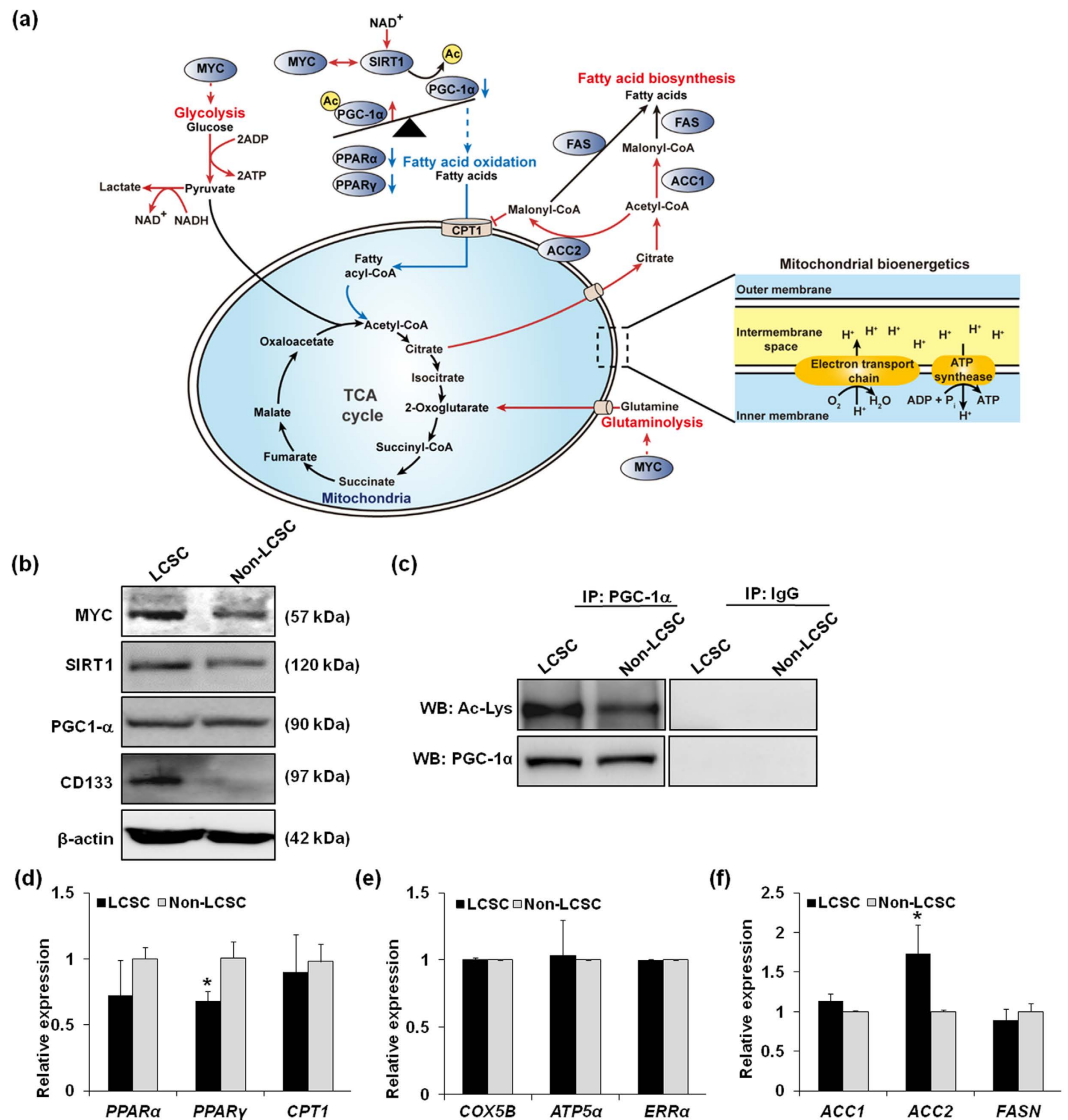 (a)
NAD+
MYC
SIRT1
Ac
PGC-1α
Ac
PGC-1α
PPARα
PPARγ
Fatty acid oxidation
Fatty acids
MYC
Glycolysis
Glucose
2ADP
2ATP
Lactate
Pyruvate
NAD+
NADH
Fatty acid biosynthesis
Fatty acids
FAS
FAS
Malonyl-CoA
ACC1
Malonyl-CoA
Acetyl-CoA
CPT1
ACC2
Citrate
Fatty
acyl-CoA
Acetyl-CoA
Oxaloacetate
Citrate
Isocitrate
TCA
cycle
2-Oxoglutarate
Malate
Succinyl-CoA
Fumarate
Succinate
Mitochondria
Glutamine
Glutaminolysis
MYC
Mitochondrial bioenergetics
Outer membrane
Intermembrane
space
H+ H+ H+ H+ H+ H+ H+ H+
Electron transport
chain
ATP
synthease
O2 H2O
H+
ADP + Pi ATP
H+
Inner membrane
(b)
LCSC Non-LCSC
MYC (57 kDa)
SIRT1 (120 kDa)
PGC1-α (90 kDa)
CD133 (97 kDa)
β-actin (42 kDa)
(c)
IP: PGC-1α IP: IgG
LCSC Non-LCSC LCSC Non-LCSC
WB: Ac-Lys
WB: PGC-1α
(d)
Relative expression
1.5
1
0.5
0
LCSC Non-LCSC
*
PPARα PPARγ CPT1
(e)
Relative expression
1.5
1
0.5
0
LCSC Non-LCSC
COX5B ATP5α ERRα
(f)
Relative expression
2.5
2
1.5
1
0.5
0
LCSC Non-LCSC
*
ACC1 ACC2 FASN